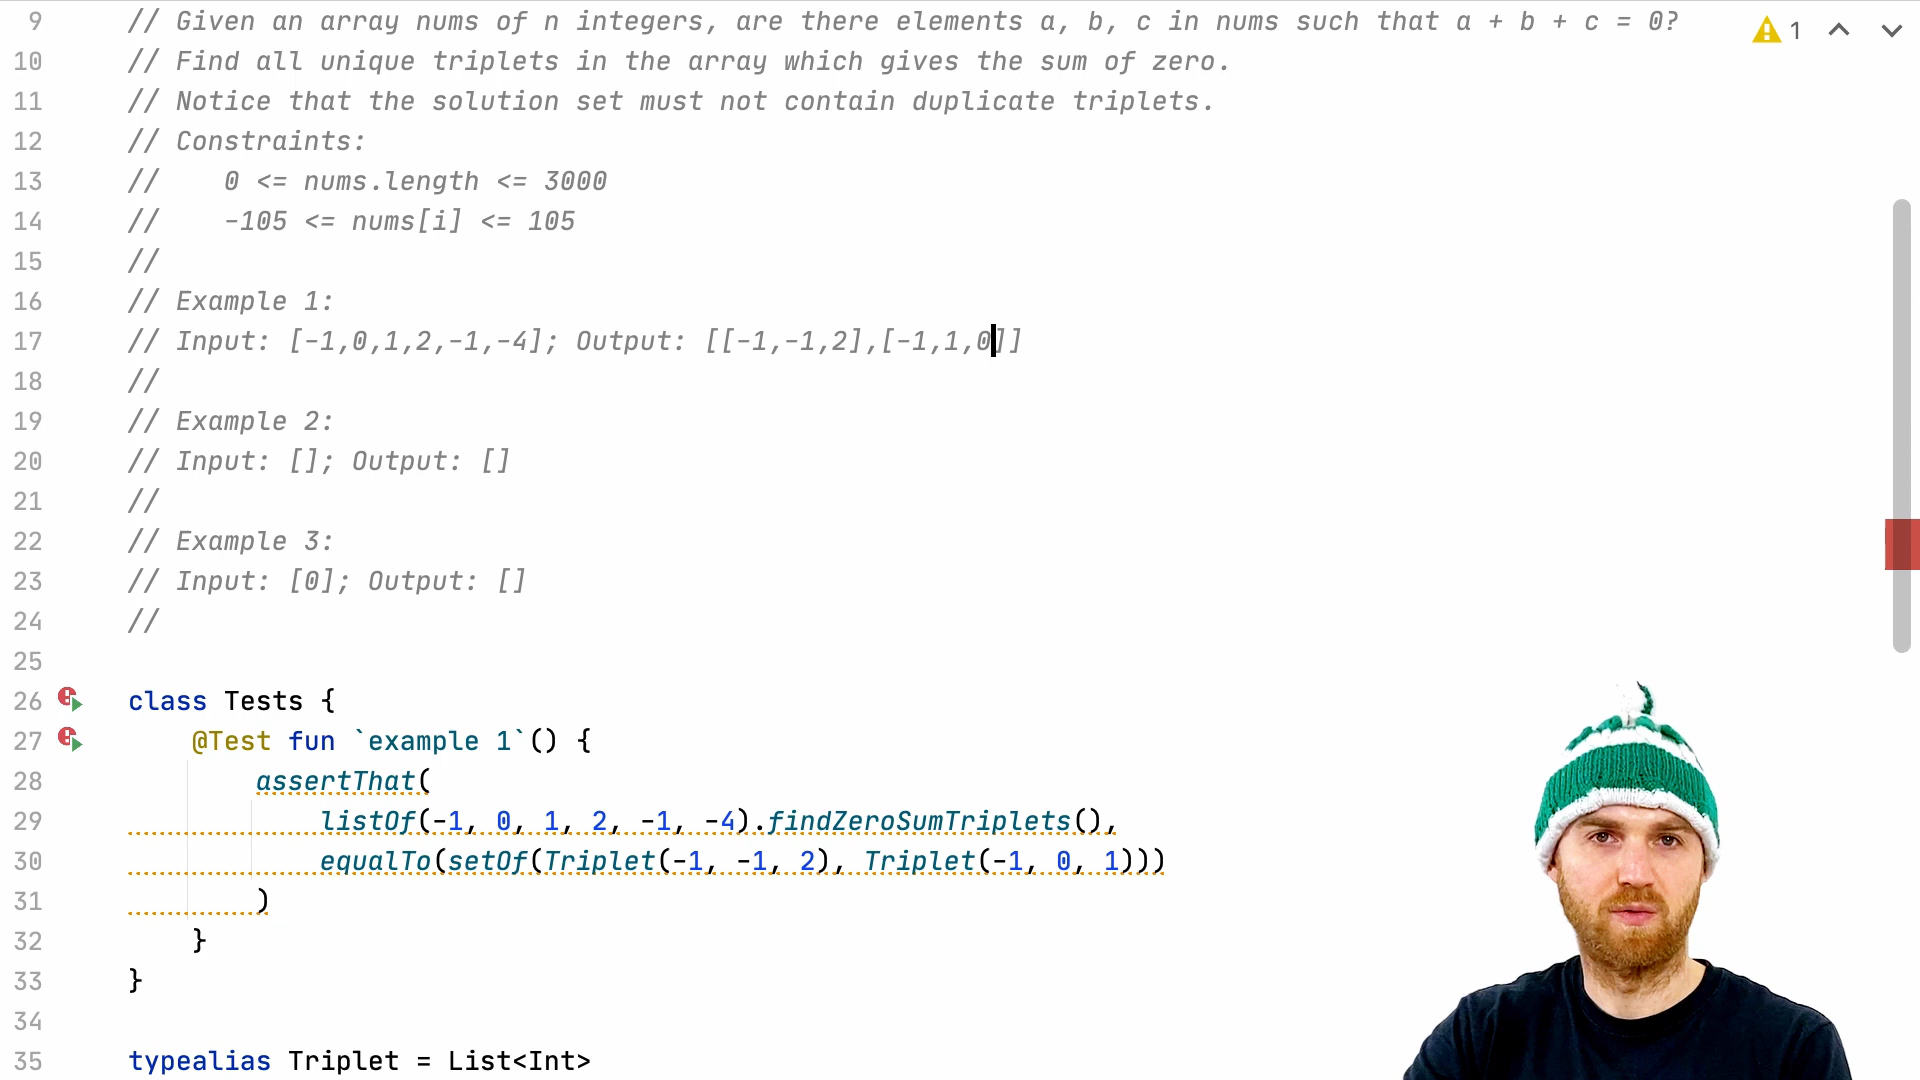 9 // Given an array nums of n integers, are there elements a, b, c in nums such that a + b + c = 0? 1
10 // Find all unique triplets in the array which gives the sum of zero.
11 // Notice that the solution set must not contain duplicate triplets.
12 // Constraints:
13 //    0 <= nums.length <= 3000
14 //    -105 <= nums[i] <= 105
15 //
16 // Example 1:
17 // Input: [-1,0,1,2,-1,-4]; Output: [[-1,-1,2],[-1,1,0]]
18 //
19 // Example 2:
20 // Input: []; Output: []
21 //
22 // Example 3:
23 // Input: [0]; Output: []
24 //
25
26 class Tests {
27     @Test fun `example 1`() {
28         assertThat(
29             listOf(-1, 0, 1, 2, -1, -4).findZeroSumTriplets(),
30             equalTo(setOf(Triplet(-1, -1, 2), Triplet(-1, 0, 1)))
31         )
32     }
33 }
34
35 typealias Triplet = List<Int>